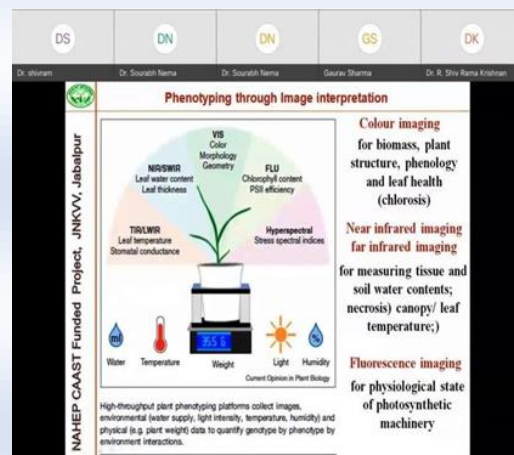 DS DN DN GS DK
Dr. shivram Dr. Sourabh Nema Dr. Sourabh Nema Gaurav Sharma Dr. R. Shiv Rama Krishnan
Phenotyping through Image interpretation
NAHEP CAAST Funded Project, JNKVV, Jabalpur
VIS
Color
Morphology
Geometry
NIR/SWIR
Leaf water content
Leaf thickness
FLU
Chlorophyll content
PSII efficiency
TIR/LWIR
Leaf temperature
Stomatal conductance
Hyperspectral
Stress spectral indices
355 G
ml
%
Water Temperature Weight Light Humidity
Current Opinion in Plant Biology
High-throughput plant phenotyping platforms collect images,
environmental (water supply, light intensity, temperature, humidity) and
physical (e.g. plant weight) data to quantify genotype by phenotype by
environment interactions.
Colour imaging
for biomass, plant
structure, phenology
and leaf health
(chlorosis)
Near infrared imaging
far infrared imaging
for measuring tissue and
soil water contents;
necrosis) canopy/ leaf
temperature;)
Fluorescence imaging
for physiological state
of photosynthetic
machinery